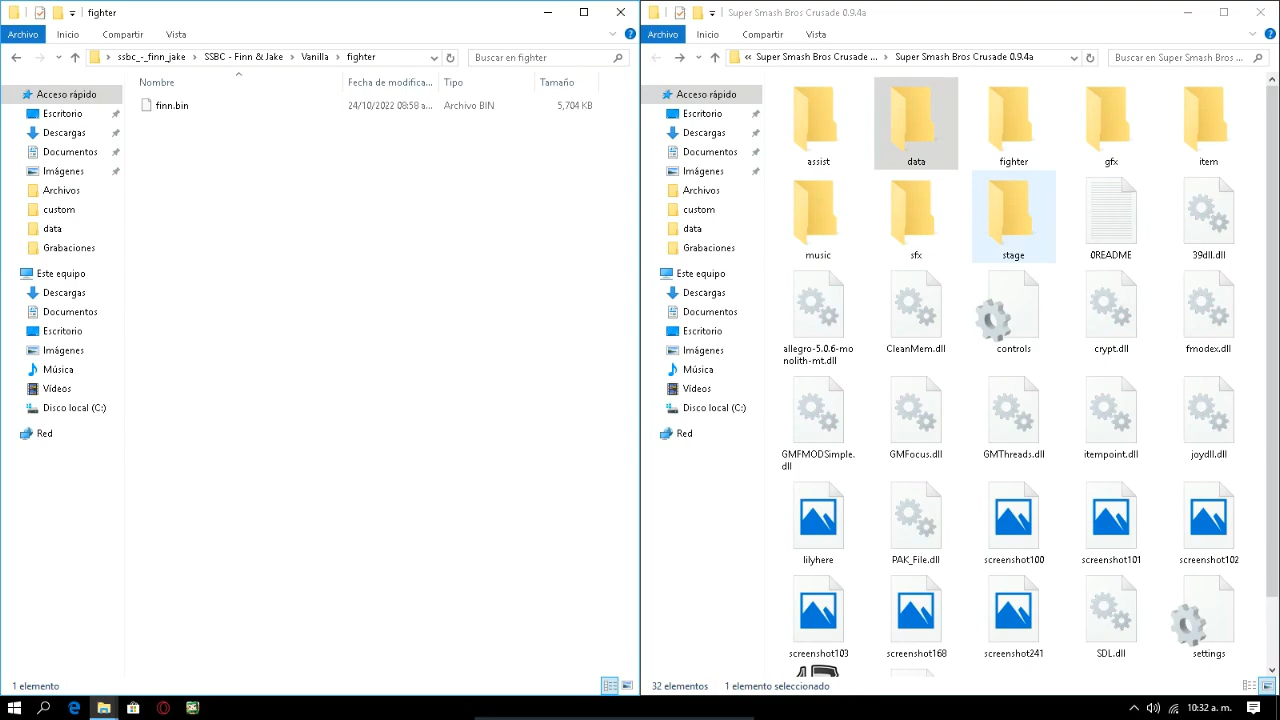 fighter
Archivo Inicio Compartir Vista
ssbc_-_finn_jake SSBC - Finn & Jake Vanilla fighter Buscar en fighter
Nombre Fecha de modifica... Tipo Tamaño
finn.bin 24/10/2022 08:58 a... Archivo BIN 5,704 KB
Acceso rápido
Escritorio
Descargas
Documentos
Imágenes
Archivos
custom
data
Grabaciones
Este equipo
Descargas
Documentos
Escritorio
Imágenes
Música
Vídeos
Disco local (C:)
Red
1 elemento
Super Smash Bros Crusade 0.9.4a
Archivo Inicio Compartir Vista
« Super Smash Bros Crusade ... Super Smash Bros Crusade 0.9.4a Buscar en Super Smash Bros ...
Acceso rápido
Escritorio
Descargas
Documentos
Imágenes
Archivos
custom
data
Grabaciones
Este equipo
Descargas
Documentos
Escritorio
Imágenes
Música
Vídeos
Disco local (C:)
Red
assist data fighter gfx item
music sfx stage 0README 39dll.dll
allegro-5.0.6-mo
nolith-mt.dll CleanMem.dll controls crypt.dll fmodex.dll
GMFMODSimple.
dll GMFocus.dll GMThreads.dll itempoint.dll joydll.dll
lilyhere PAK_File.dll screenshot100 screenshot101 screenshot102
screenshot103 screenshot168 screenshot241 SDL.dll settings
32 elementos 1 elemento seleccionado
10:32 a. m.